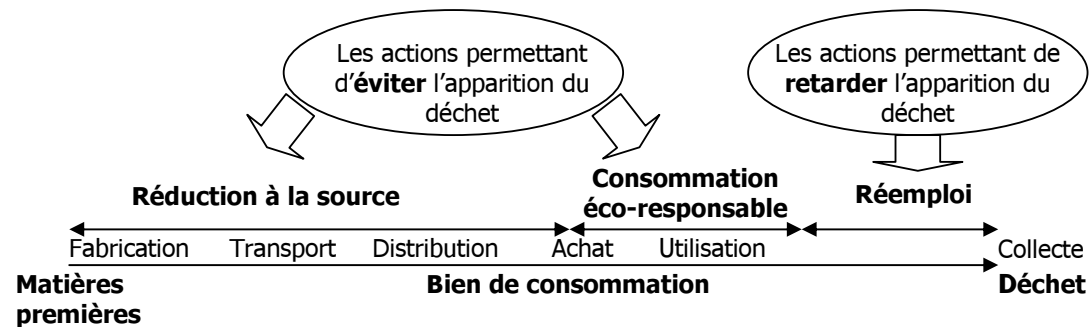 Les actions permettant
d'éviter l'apparition du
déchet
Les actions permettant de
retarder l'apparition du
déchet
Réduction à la source
Consommation
éco-responsable
Réemploi
Fabrication Transport Distribution Achat Utilisation Collecte
Matières
premières
Bien de consommation
Déchet